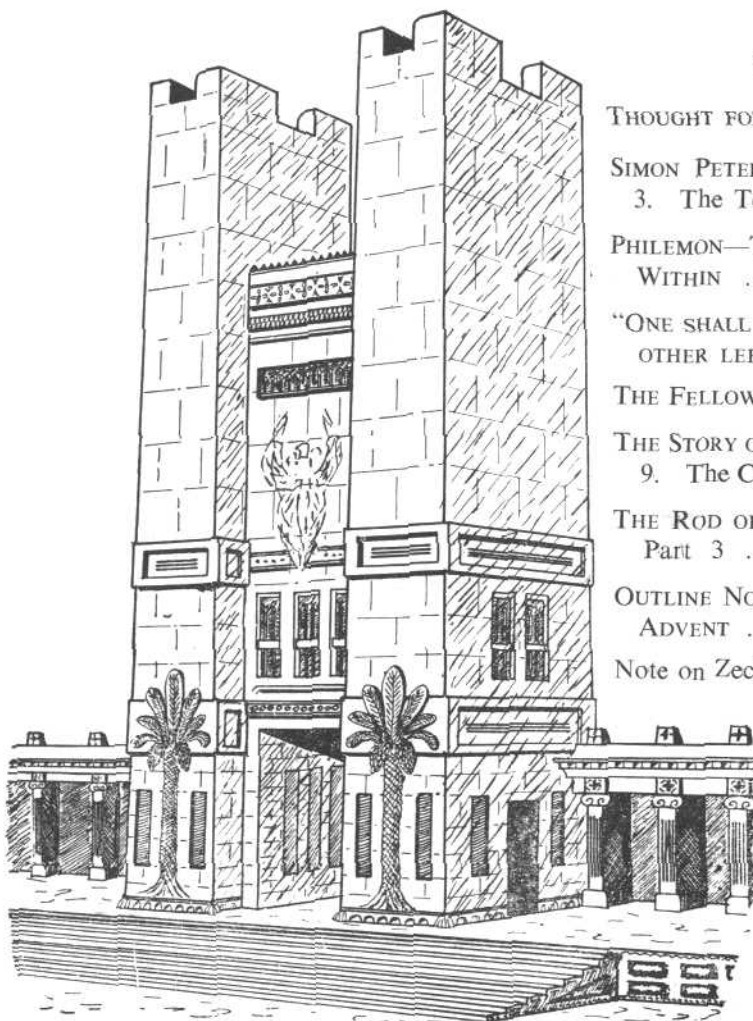 THOUGHT FO
SIMON PETE
3. The T
PHILEMON—
WITHIN .
"ONE SHALL
OTHER LE
THE FELLOW
THE STORY O
9. The C
THE ROD O
Part 3 .
OUTLINE NO
ADVENT .
Note on Zec